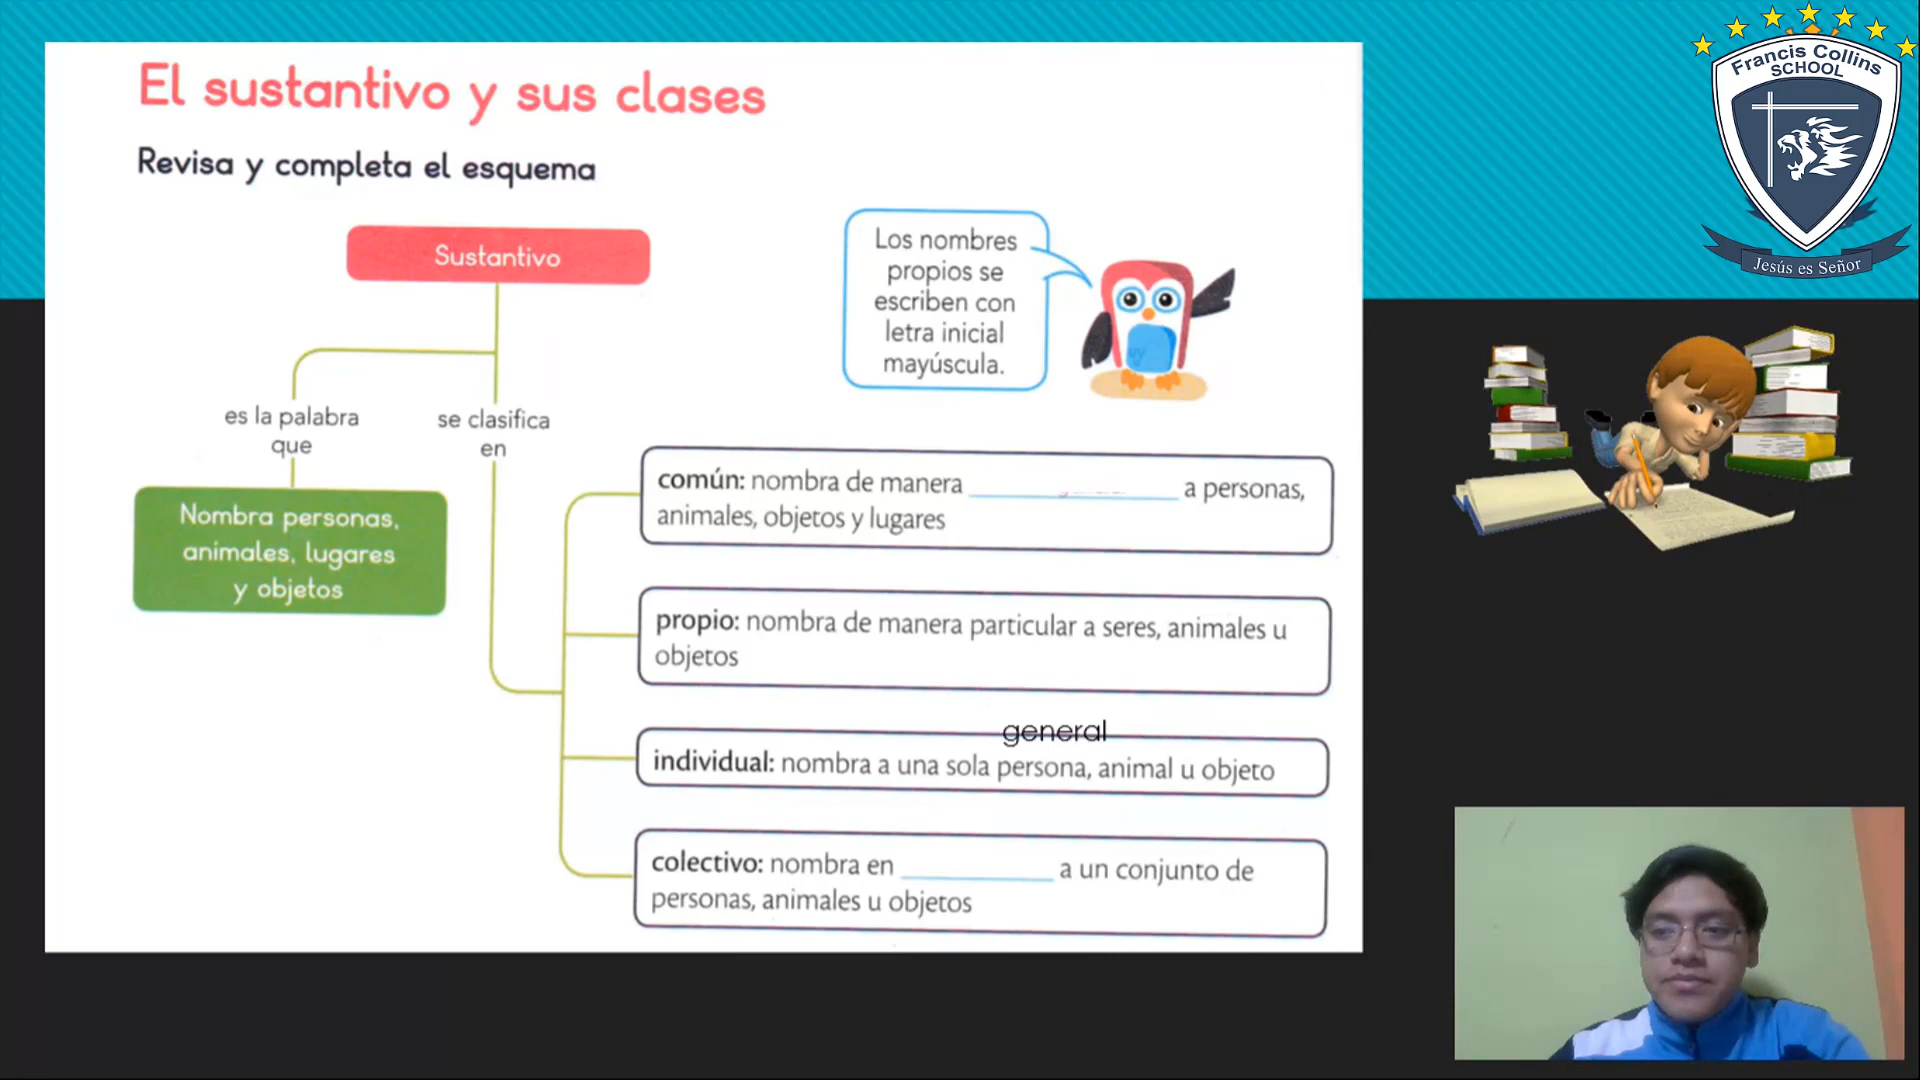 El sustantivo y sus clases
Revisa y completa el esquema
Sustantivo
es la palabra
que
se clasifica
en
Nombra personas,
animales, lugares
y objetos
Los nombres
propios se
escriben con
letra inicial
mayúscula.
común: nombra de manera ____________ a personas,
animales, objetos y lugares
propio: nombra de manera particular a seres, animales u
objetos
general
individual: nombra a una sola persona, animal u objeto
colectivo: nombra en ____________ a un conjunto de
personas, animales u objetos
Francis Collins
SCHOOL
Jesús es Señor